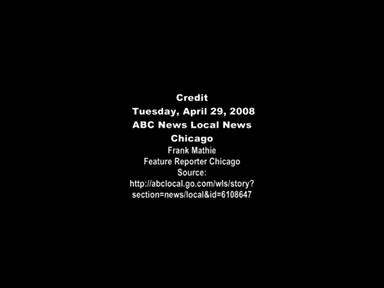 Credit
Tuesday, April 29, 2008
ABC News Local News
Chicago
Frank Mathie
Feature Reporter Chicago
Source:
http://abclocal.go.com/wls/story?
section=news/local&id=6108647